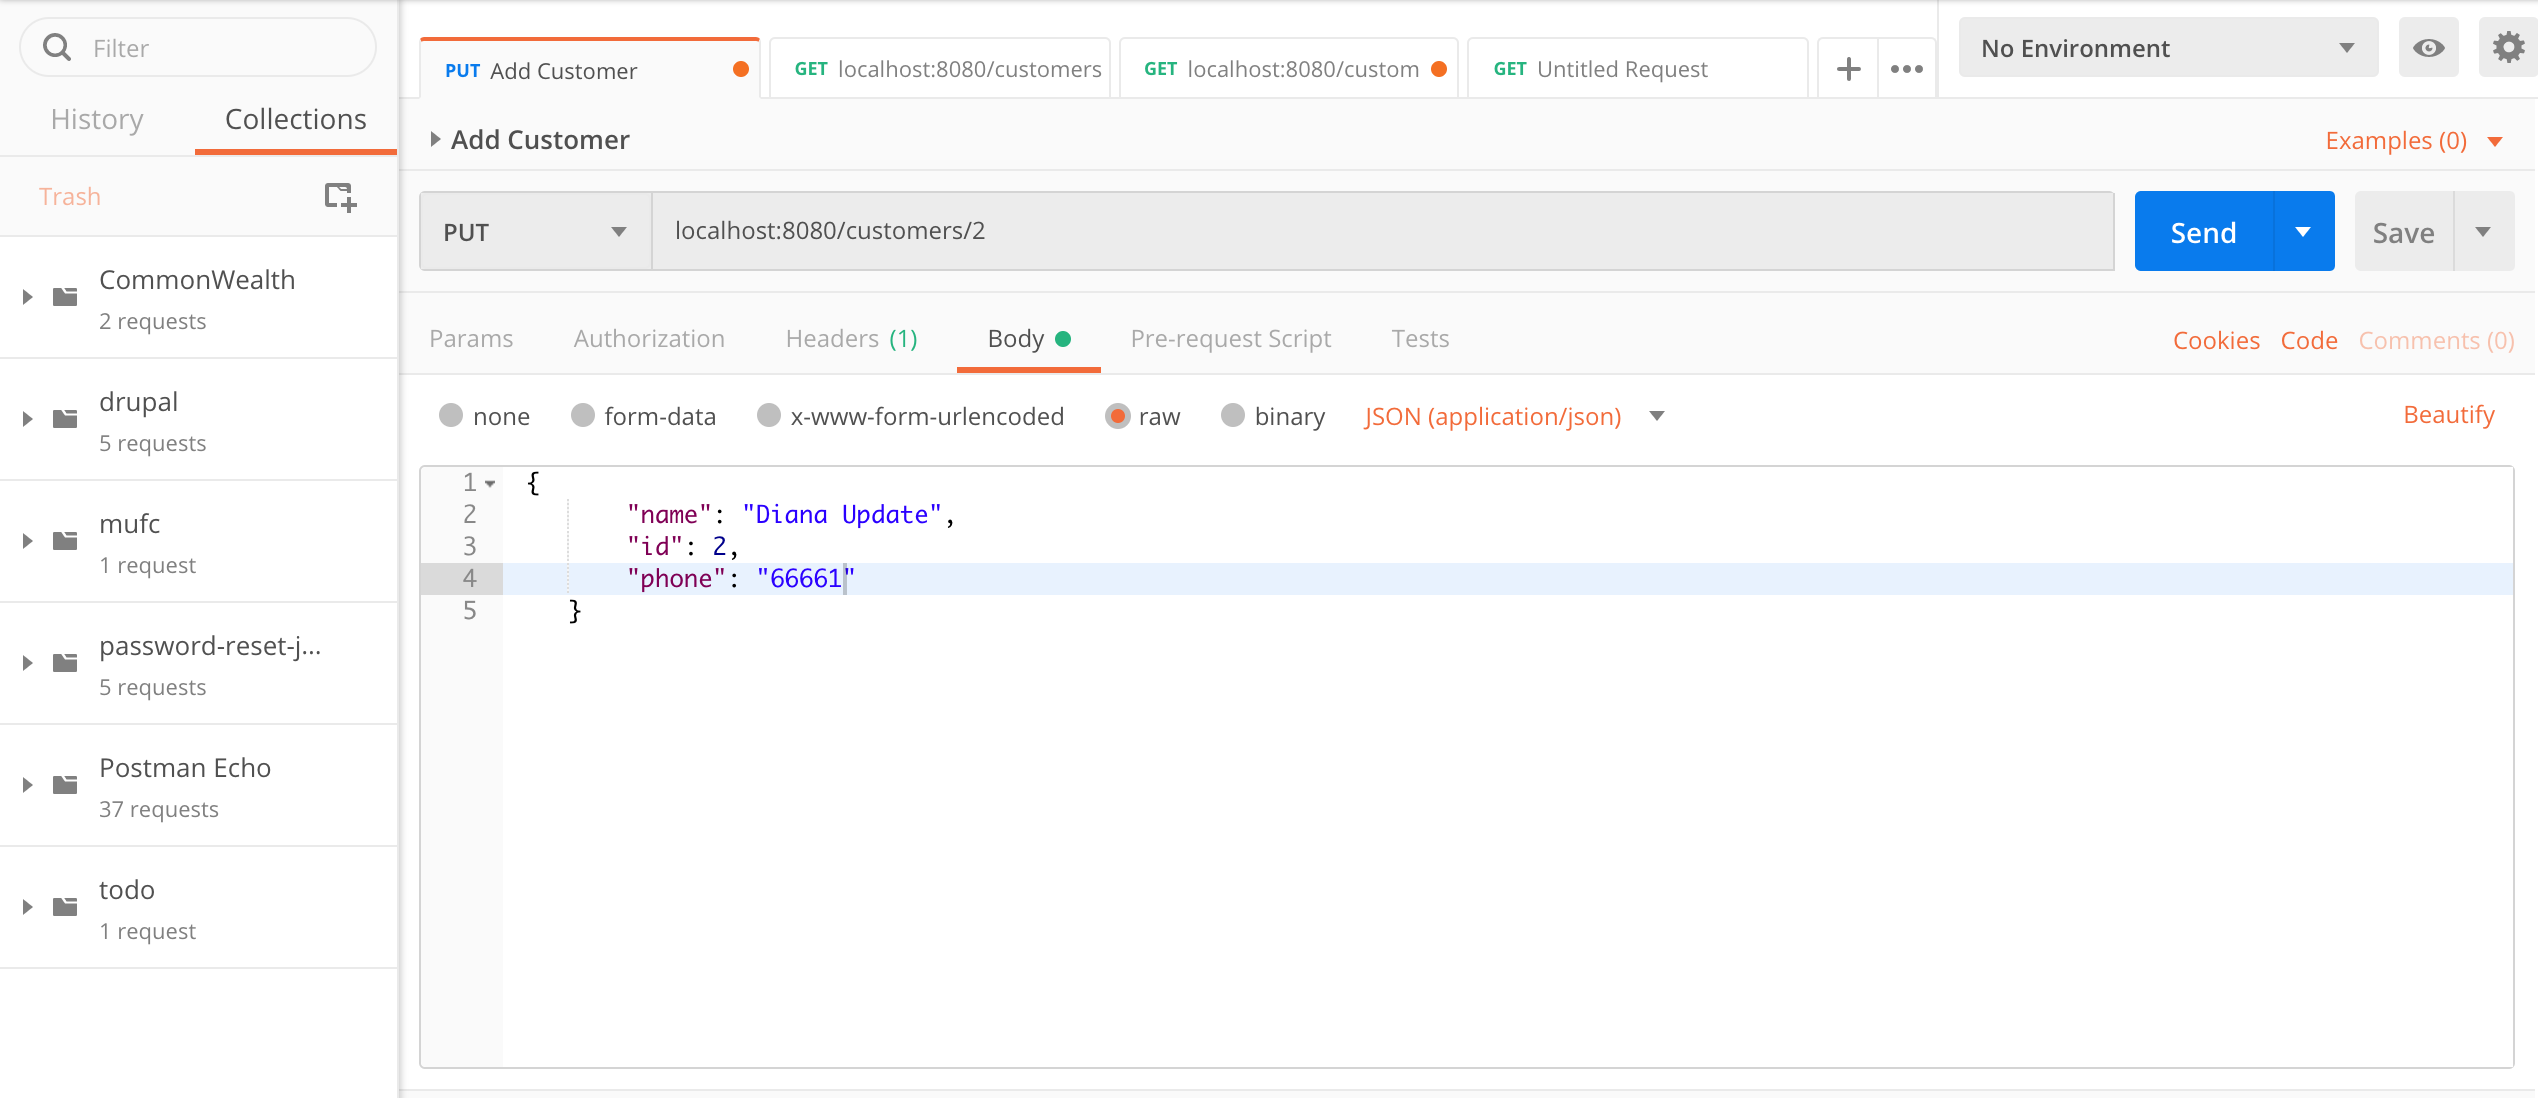 Filter
History Collections
Trash
CommonWealth
2 requests
drupal
5 requests
mufc
1 request
password-reset-j...
5 requests
Postman Echo
37 requests
todo
1 request
PUT Add Customer GET localhost:8080/customers GET localhost:8080/custom GET Untitled Request No Environment
Add Customer Examples (0)
PUT localhost:8080/customers/2 Send Save
Params Authorization Headers (1) Body Pre-request Script Tests Cookies Code Comments (0)
none form-data x-www-form-urlencoded raw binary JSON (application/json) Beautify
1 {
2 "name": "Diana Update",
3 "id": 2,
4 "phone": "66661"
5 }